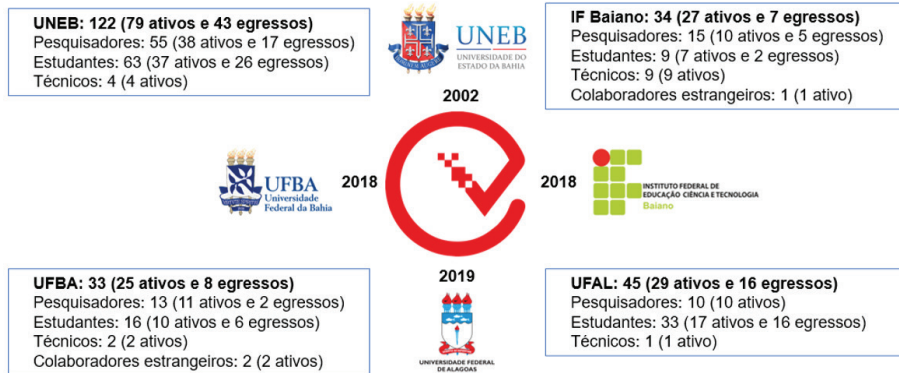 UNEB: 122 (79 ativos e 43 egressos)
Pesquisadores: 55 (38 ativos e 17 egressos)
Estudantes: 63 (37 ativos e 26 egressos)
Técnicos: 4 (4 ativos)
UNEB
UNIVERSIDADE DO
ESTADO DA BAHIA
2002
IF Baiano: 34 (27 ativos e 7 egressos)
Pesquisadores: 15 (10 ativos e 5 egressos)
Estudantes: 9 (7 ativos e 2 egressos)
Técnicos: 9 (9 ativos)
Colaboradores estrangeiros: 1 (1 ativo)
UFBA
Universidade
Federal da Bahia
2018
2018
INSTITUTO FEDERAL DE
EDUCAÇÃO CIÊNCIA E TECNOLOGIA
Baiano
UFBA: 33 (25 ativos e 8 egressos)
Pesquisadores: 13 (11 ativos e 2 egressos)
Estudantes: 16 (10 ativos e 6 egressos)
Técnicos: 2 (2 ativos)
Colaboradores estrangeiros: 2 (2 ativos)
2019
UNIVERSIDADE FEDERAL
DE ALAGOAS
UFAL: 45 (29 ativos e 16 egressos)
Pesquisadores: 10 (10 ativos)
Estudantes: 33 (17 ativos e 16 egressos)
Técnicos: 1 (1 ativo)